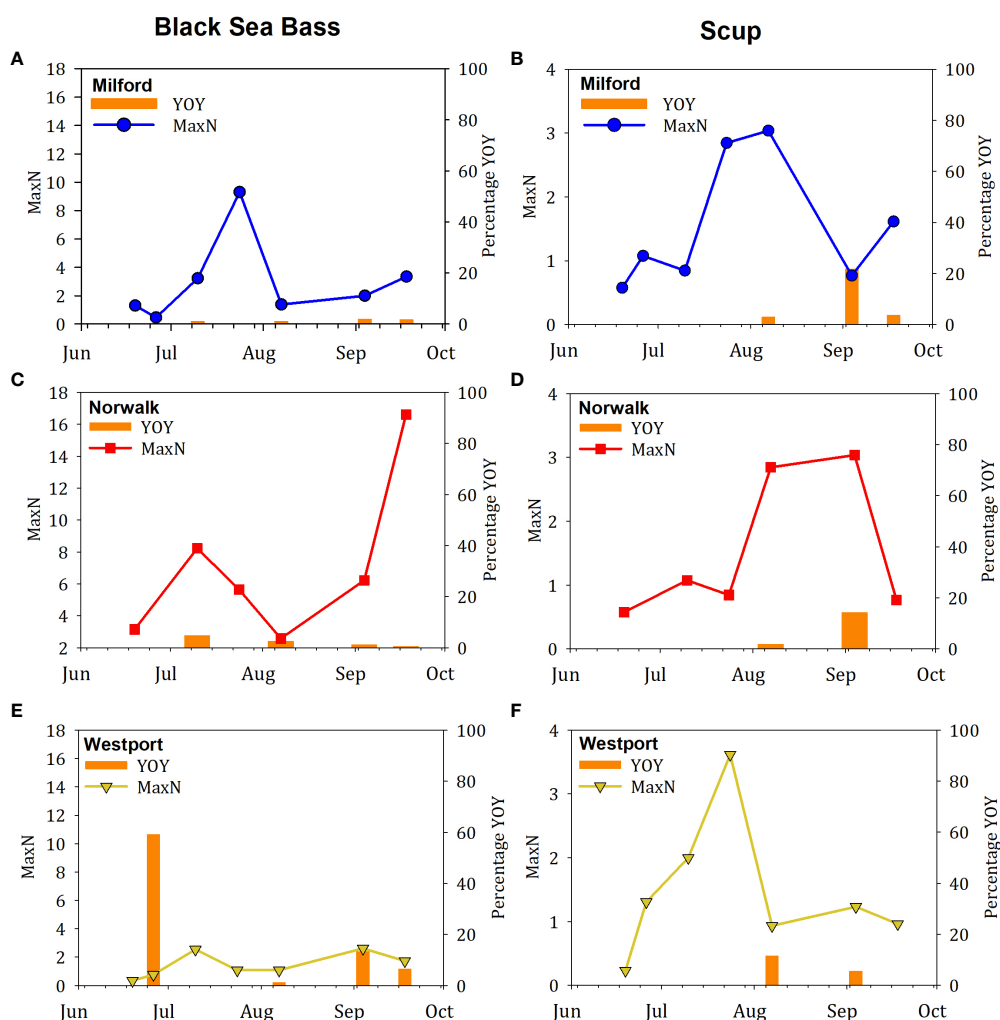 Black Sea Bass
Scup
A
Milford
YOY
MaxN
18
16
14
12
10
8
6
4
2
0
MaxN
100
80
60
40
20
0
Percentage YOY
Jun Jul Aug Sep Oct
B
Milford
YOY
MaxN
4
3
2
1
0
MaxN
100
80
60
40
20
0
Percentage YOY
Jun Jul Aug Sep Oct
C
Norwalk
YOY
MaxN
18
16
14
12
10
8
6
4
2
MaxN
100
80
60
40
20
0
Percentage YOY
Jun Jul Aug Sep Oct
D
Norwalk
YOY
MaxN
4
3
2
1
0
MaxN
100
80
60
40
20
0
Percentage YOY
Jun Jul Aug Sep Oct
E
Westport
YOY
MaxN
18
16
14
12
10
8
6
4
2
0
MaxN
100
80
60
40
20
0
Percentage YOY
Jun Jul Aug Sep Oct
F
Westport
YOY
MaxN
4
3
2
1
0
MaxN
100
80
60
40
20
0
Percentage YOY
Jun Jul Aug Sep Oct